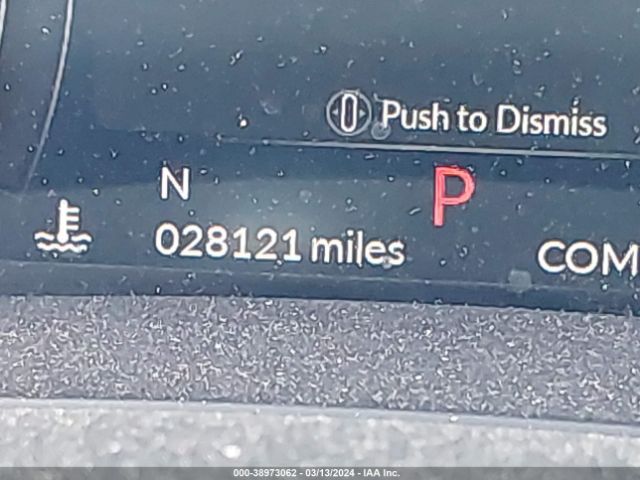 Push to Dismiss
N P
028121 miles COM
000-38973062 - 03/13/2024 - IAA Inc.